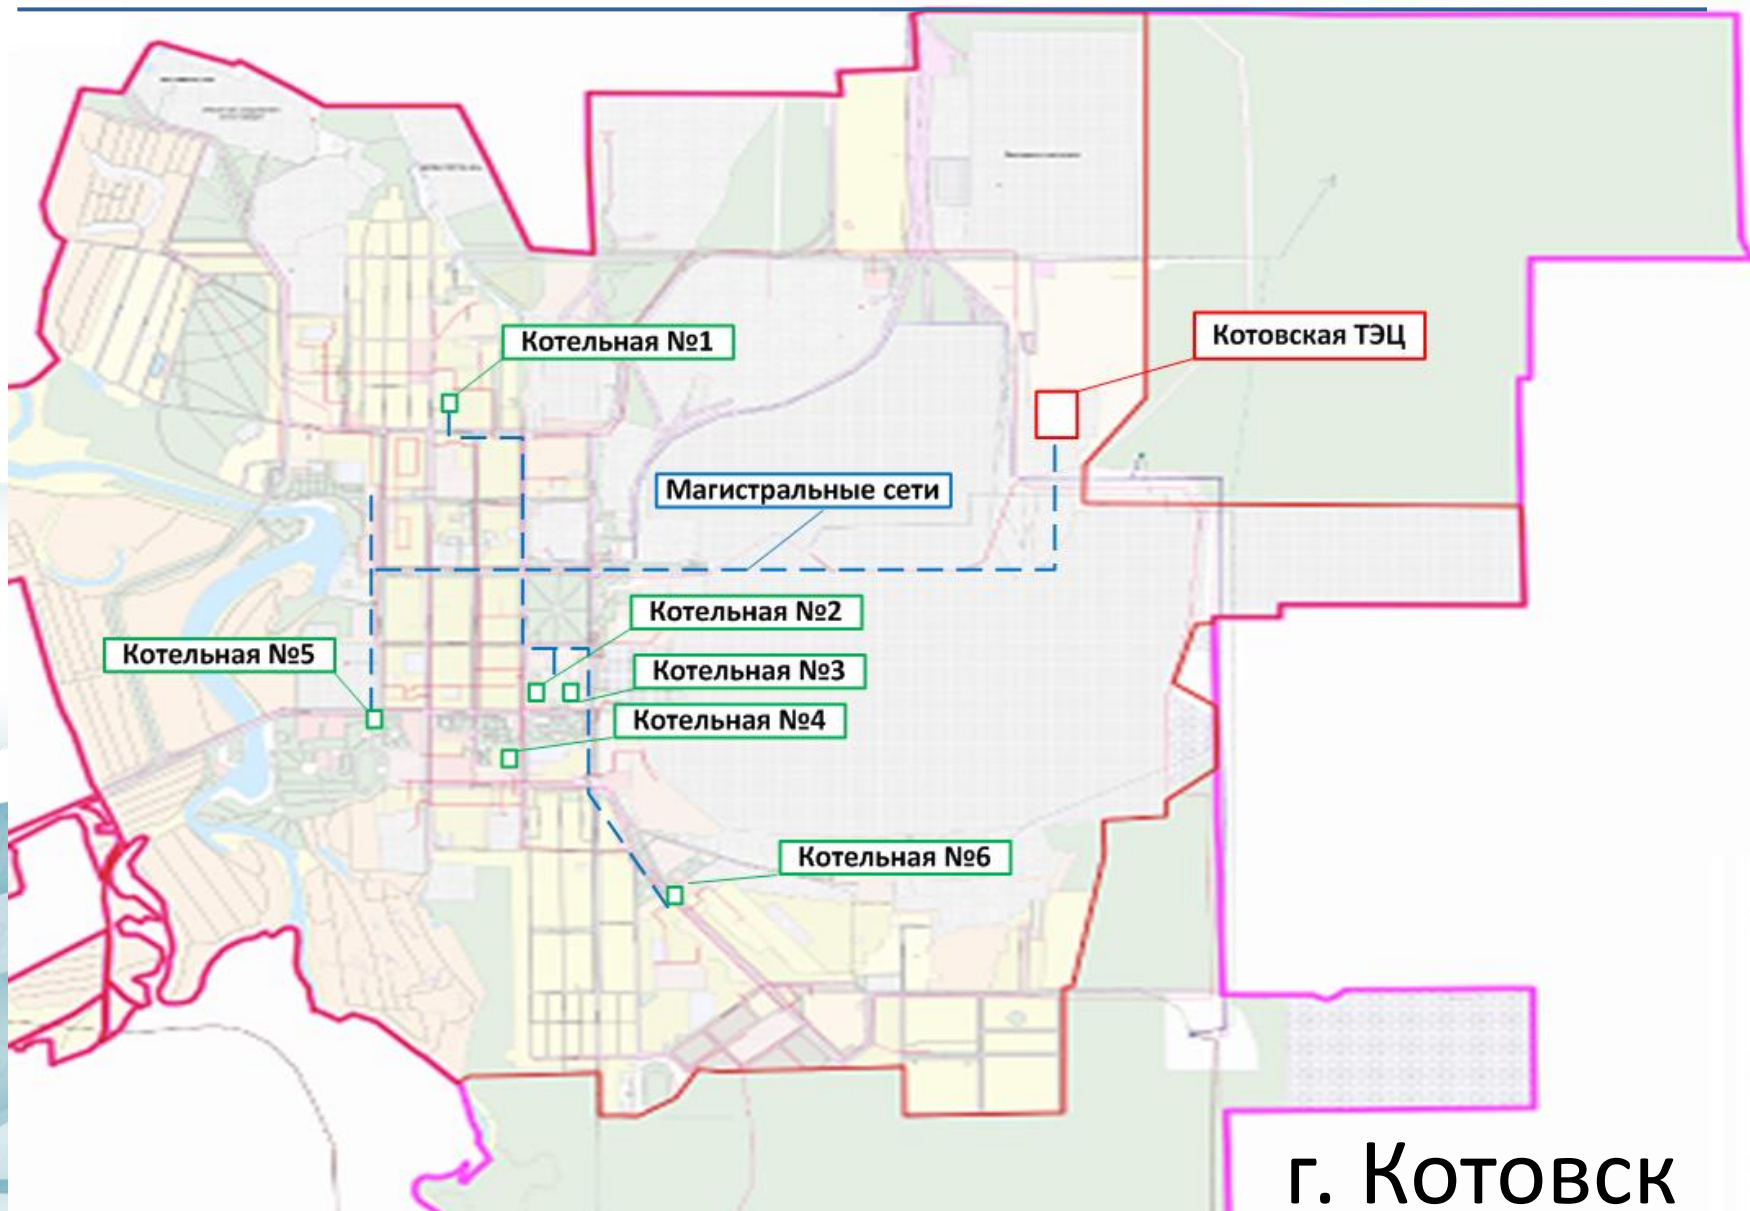 Котельная №1
Котовская ТЭЦ
Магистральные сети
Котельная №2
Котельная №5
Котельная №3
Котельная №4
Котельная №6
г. Котовск